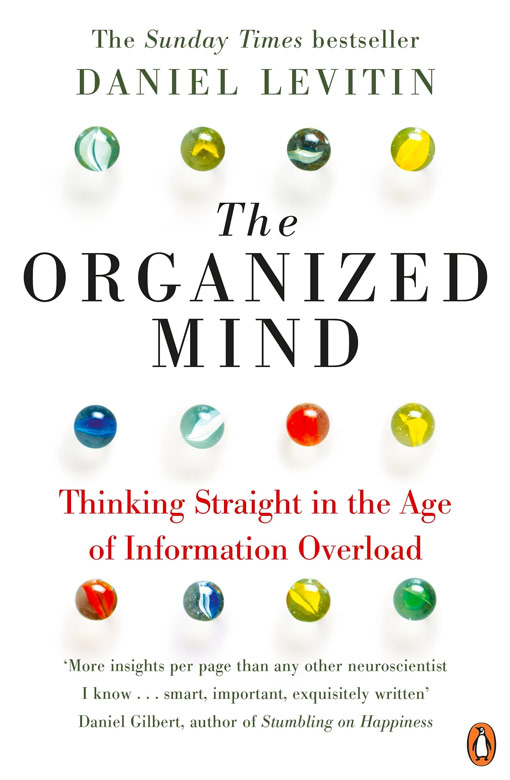 The Sunday Times bestseller
DANIEL LEVITIN
The
ORGANIZED
MIND
Thinking Straight in the Age
of Information Overload
‘More insights per page than any other neuroscientist
I know . . . smart, important, exquisitely written’
Daniel Gilbert, author of Stumbling on Happiness